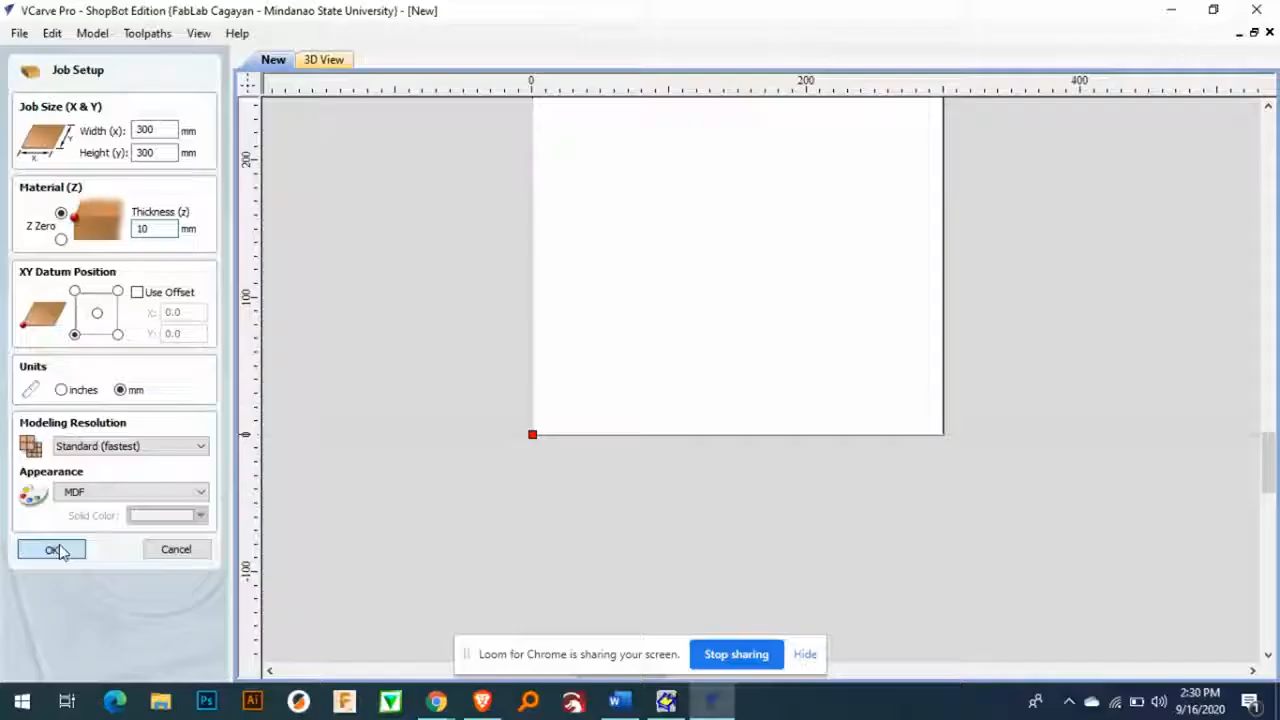 VCarve Pro - ShopBot Edition {FabLab Cagayan - Mindanao State University} - [New]
File Edit Model Toolpaths View Help
New 3D View
Job Setup
0 200 400
Job Size (X & Y)
Width (x): 300 mm
Height (y): 300 mm
Y
X
Material (Z)
Thickness (z)
Z Zero
10 mm
XY Datum Position
Use Offset
X: 0.0
Y: 0.0
Units
inches mm
Modeling Resolution
Standard (fastest)
Appearance
MDF
Solid Color:
OK Cancel
200
100
0
-100
Loom for Chrome is sharing your screen. Stop sharing Hide
Ps Ai F V W
2:30 PM
9/16/2020
1